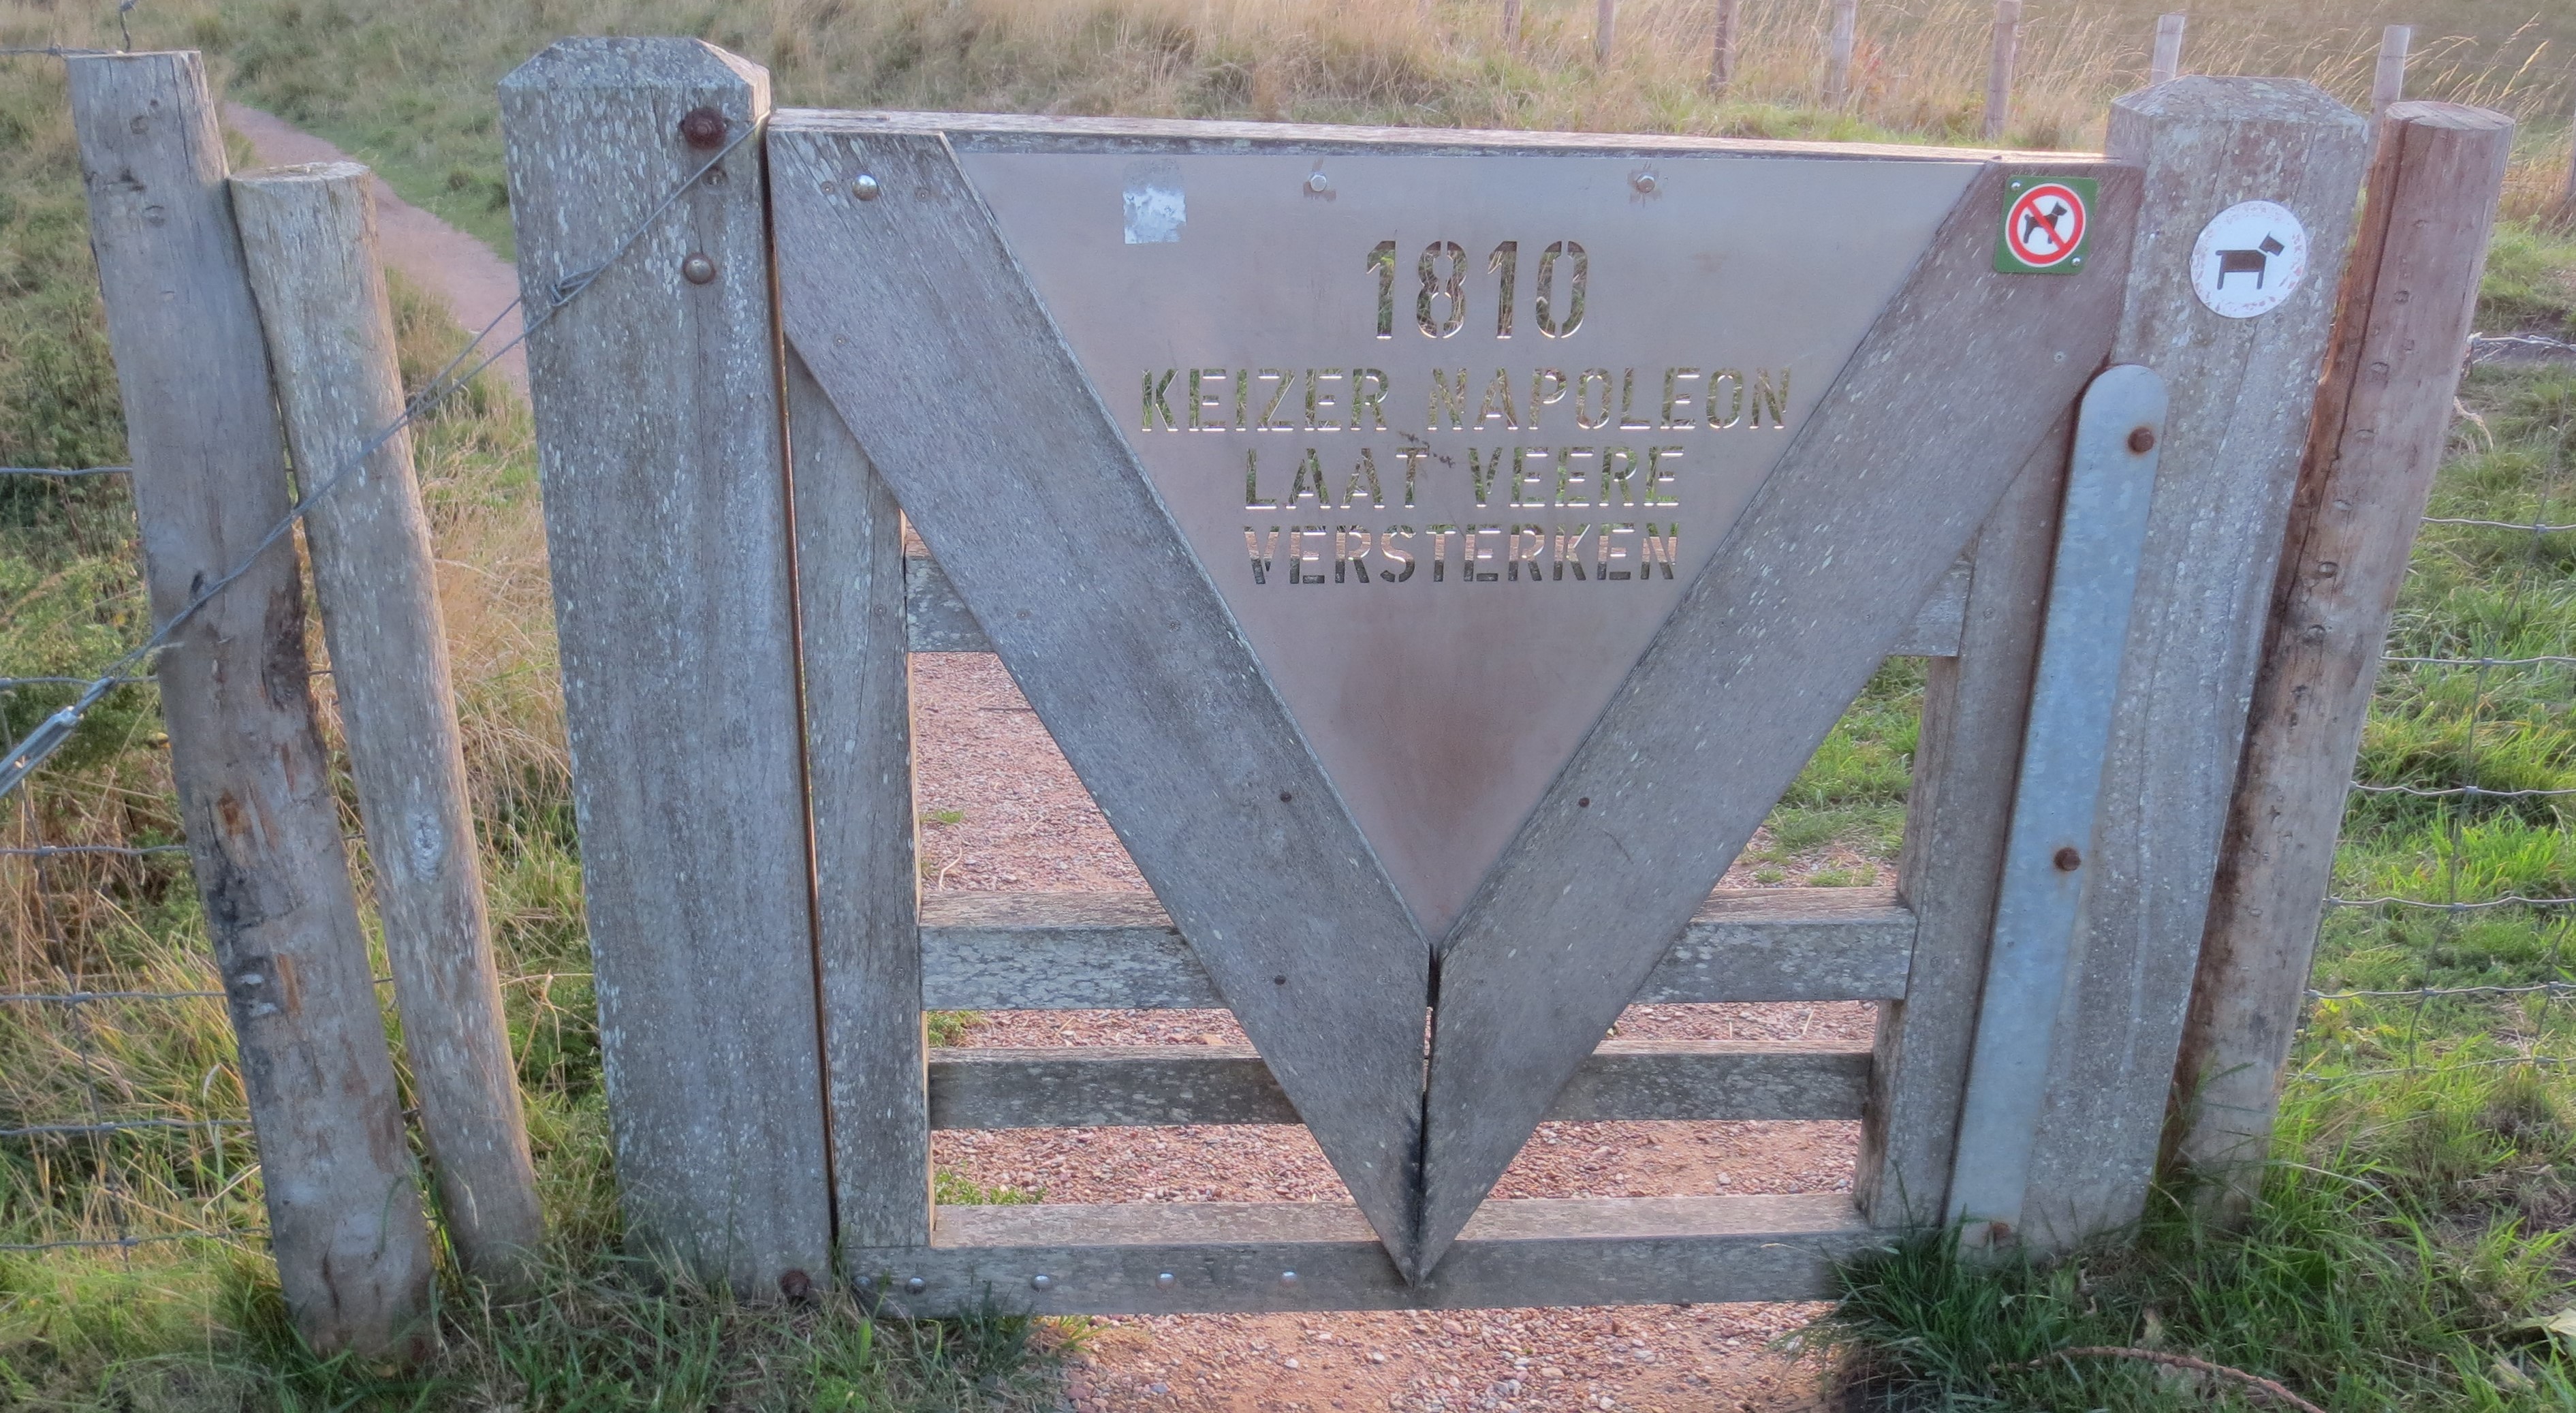 1810
KEIZER NAPOLEON
LAAT VEERE
VERSTERKEN